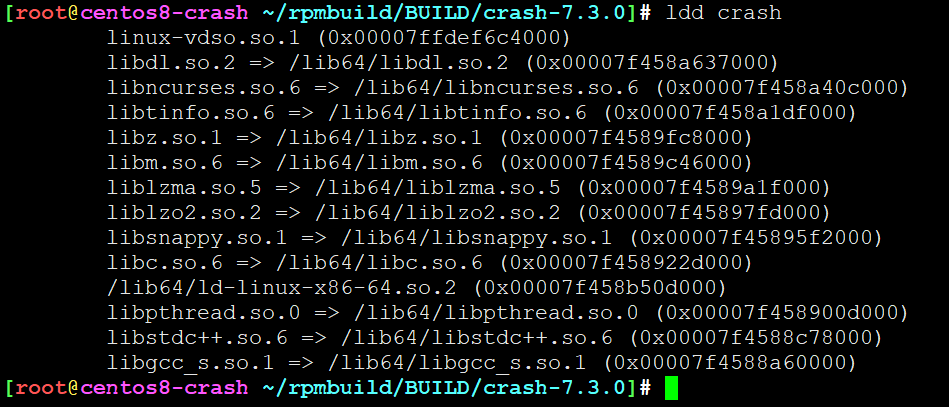 [root@centos8-crash ~/rpmbuild/BUILD/crash-7.3.0]# ldd crash
        linux-vdso.so.1 (0x00007ffdef6c4000)
        libdl.so.2 => /lib64/libdl.so.2 (0x00007f458a637000)
        libncurses.so.6 => /lib64/libncurses.so.6 (0x00007f458a40c000)
        libtinfo.so.6 => /lib64/libtinfo.so.6 (0x00007f458a1df000)
        libz.so.1 => /lib64/libz.so.1 (0x00007f4589fc8000)
        libm.so.6 => /lib64/libm.so.6 (0x00007f4589c46000)
        liblzma.so.5 => /lib64/liblzma.so.5 (0x00007f4589a1f000)
        liblzo2.so.2 => /lib64/liblzo2.so.2 (0x00007f45897fd000)
        libsnappy.so.1 => /lib64/libsnappy.so.1 (0x00007f45895f2000)
        libc.so.6 => /lib64/libc.so.6 (0x00007f458922d000)
        /lib64/ld-linux-x86-64.so.2 (0x00007f458b50d000)
        libpthread.so.0 => /lib64/libpthread.so.0 (0x00007f458900d000)
        libstdc++.so.6 => /lib64/libstdc++.so.6 (0x00007f4588c78000)
        libgcc_s.so.1 => /lib64/libgcc_s.so.1 (0x00007f4588a60000)
[root@centos8-crash ~/rpmbuild/BUILD/crash-7.3.0]#